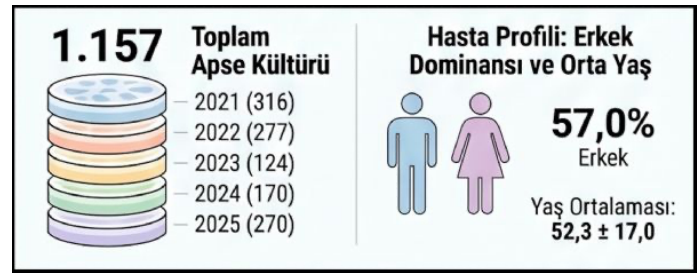 1.157
Toplam
Apse Kültürü
2021 (316)
2022 (277)
2023 (124)
2024 (170)
2025 (270)
Hasta Profili: Erkek
Dominansı ve Orta Yaş
57,0%
Erkek
Yaş Ortalaması:
52,3 ± 17,0